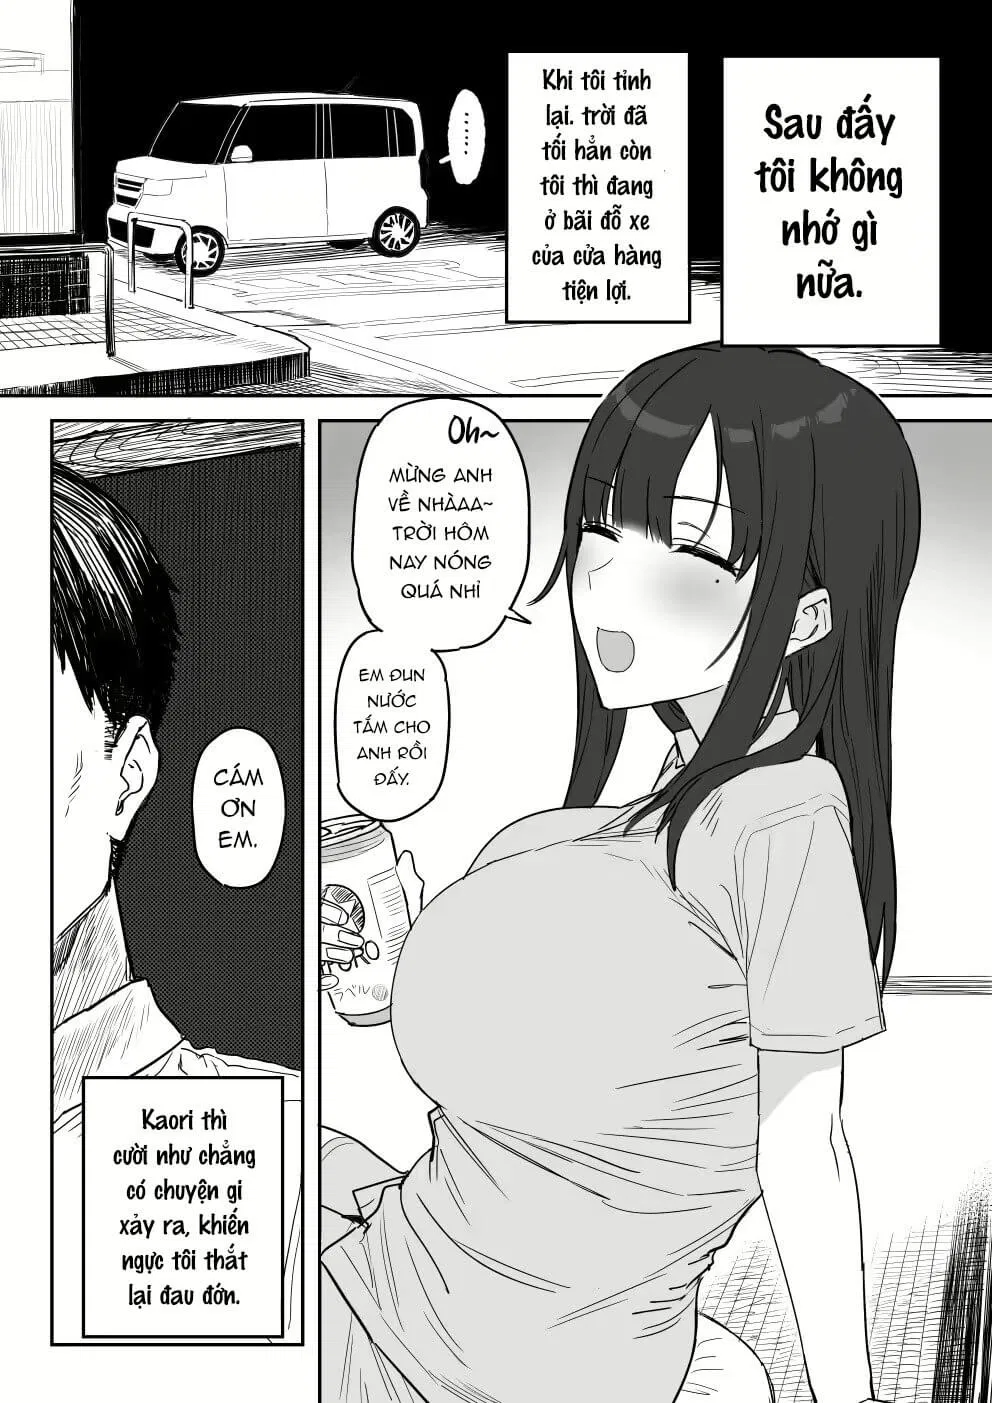 Sau đấy
tôi không
nhớ gì
nữa.
Khi tôi tỉnh
lại. trời đã
tối hẳn còn
tôi thì đang
ở bãi đỗ xe
của cửa hàng
tiện lợi.
......
Oh~
MỪNG ANH
VỀ NHÀAA~
TRỜI HÔM
NAY NÓNG
QUÁ NHỈ
EM ĐUN
NƯỚC
TẮM CHO
ANH RỒI
ĐẤY.
ラベル
CÁM
ƠN
EM.
Kaori thì
cười như chẳng
có chuyện gì
xảy ra, khiến
ngực tôi thắt
lại đau đớn.